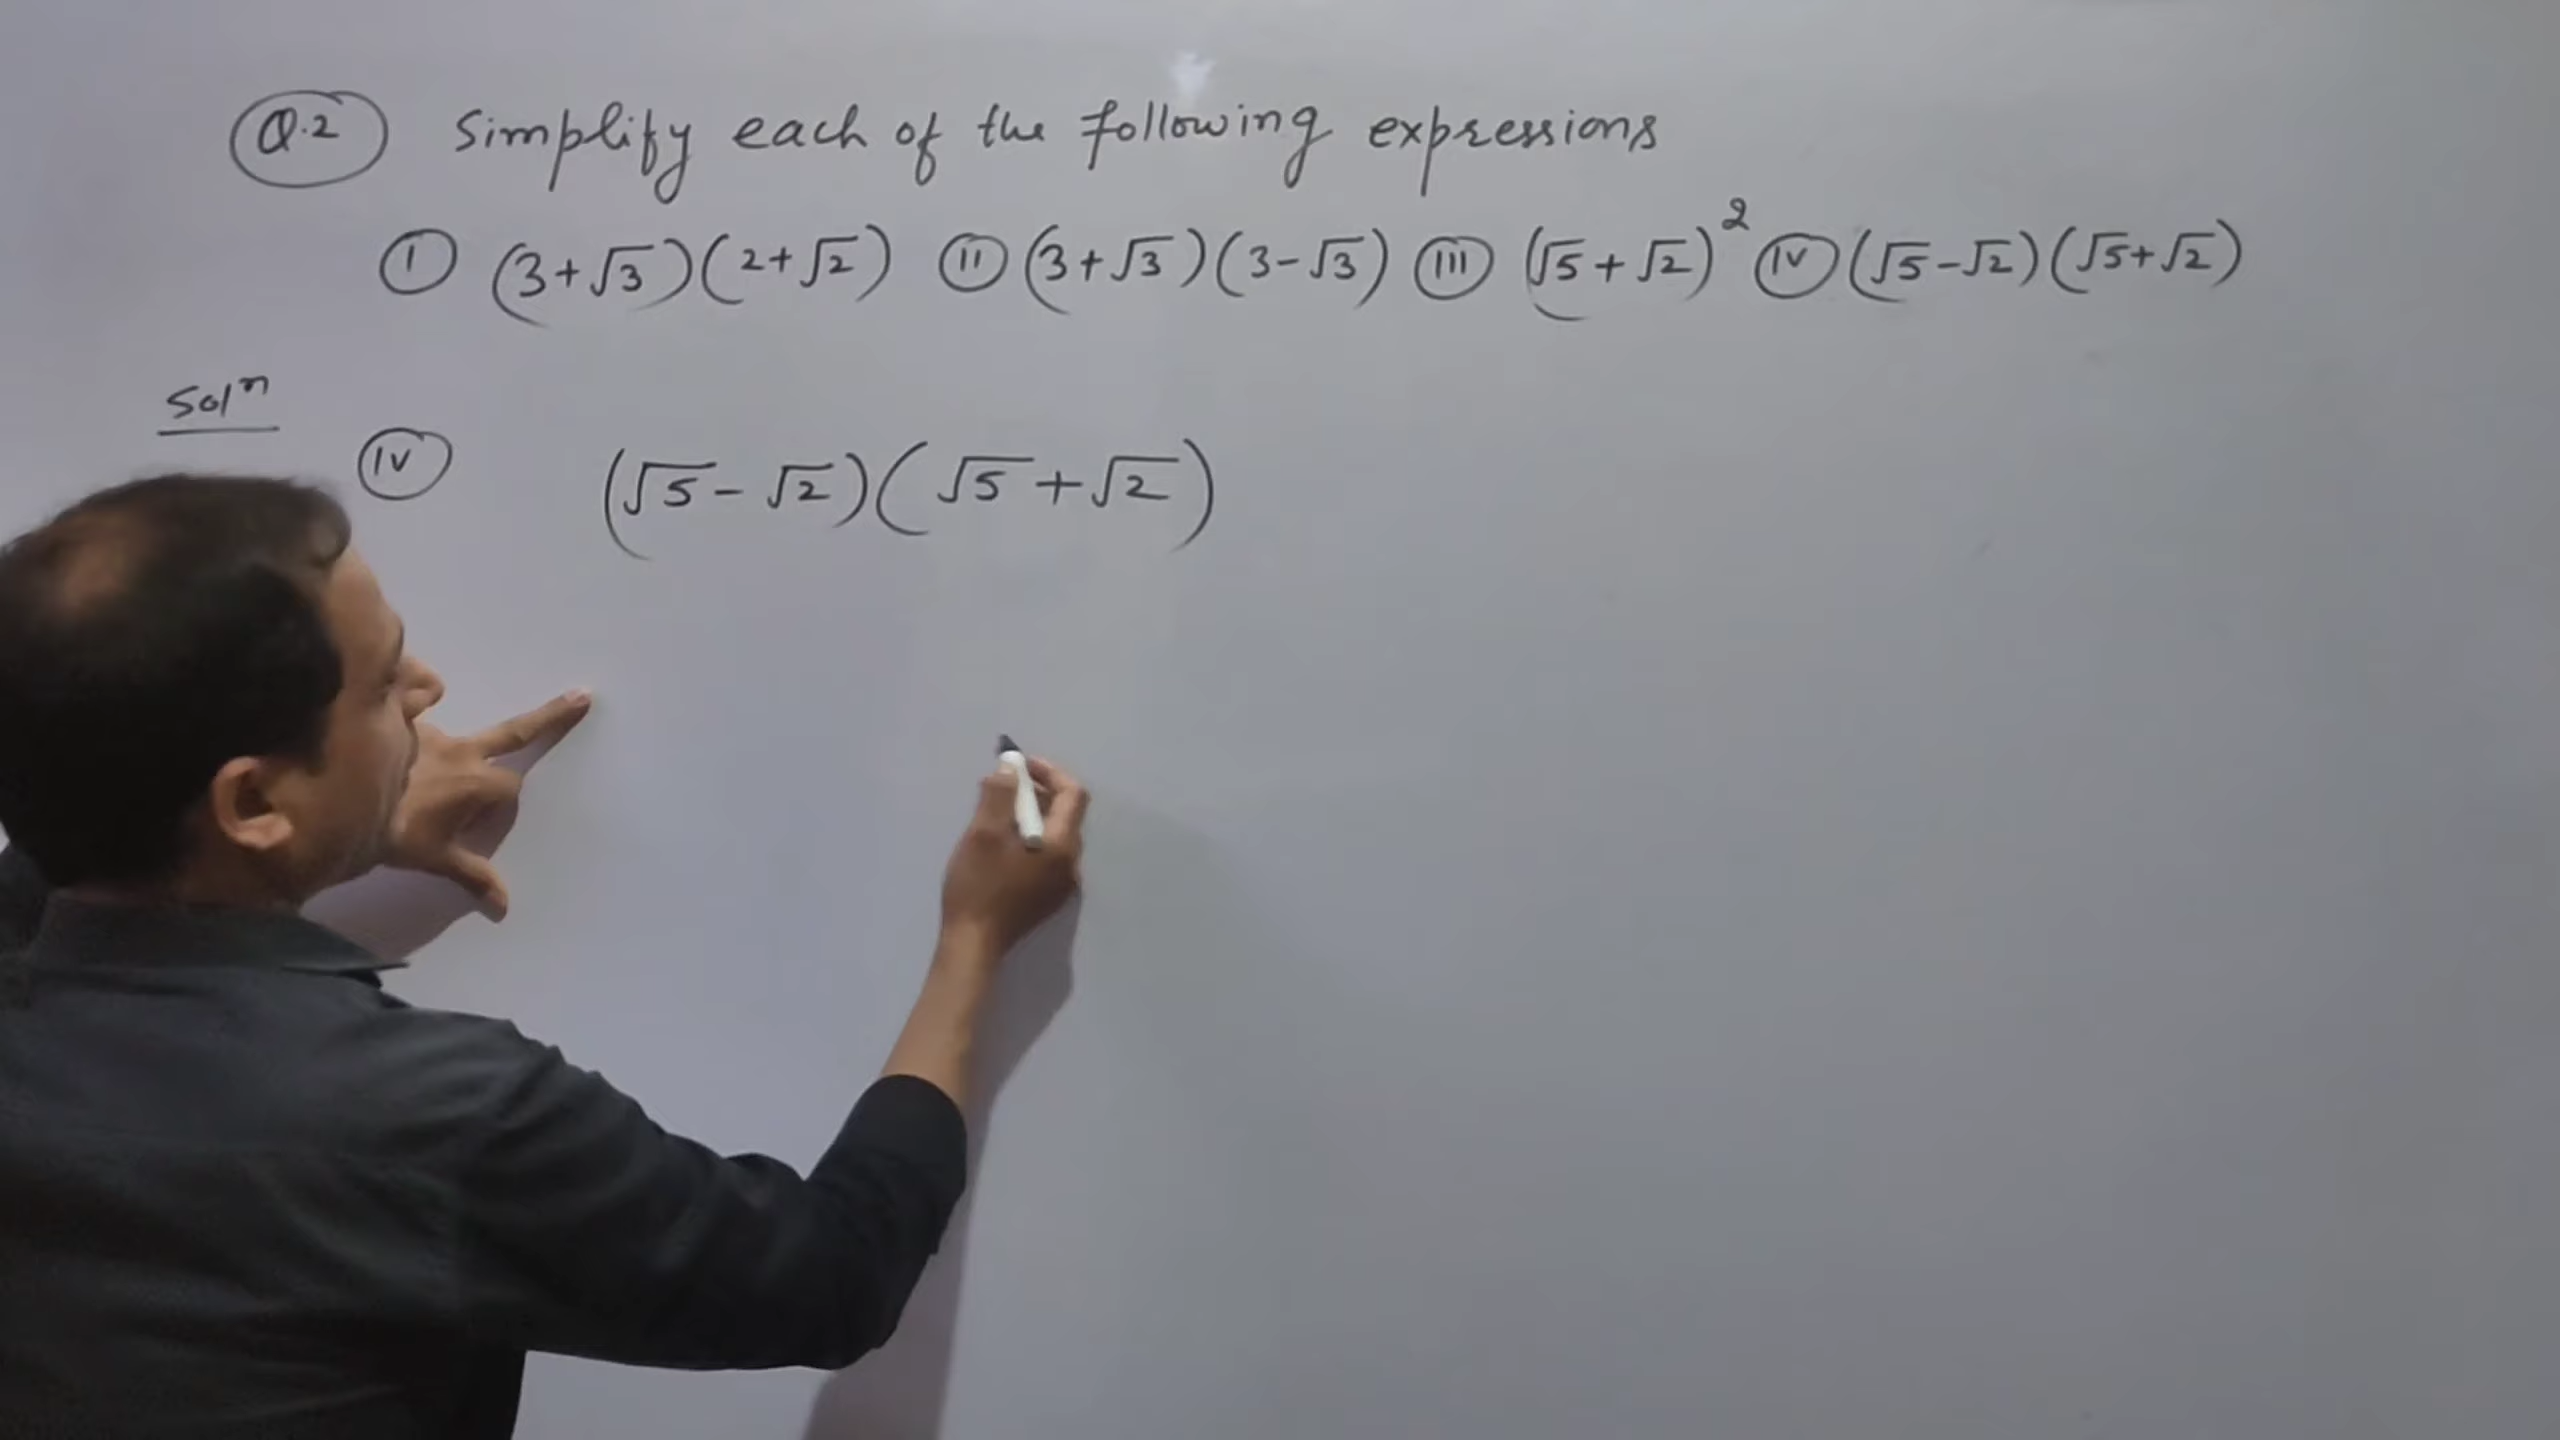 Q.2 Simplify each of the following expressions
(I) (3+√3)(2+√2) (II) (3+√3)(3-√3) (III) (√5+√2)² (IV) (√5-√2)(√5+√2)
Solⁿ
(IV) (√5-√2)(√5+√2)